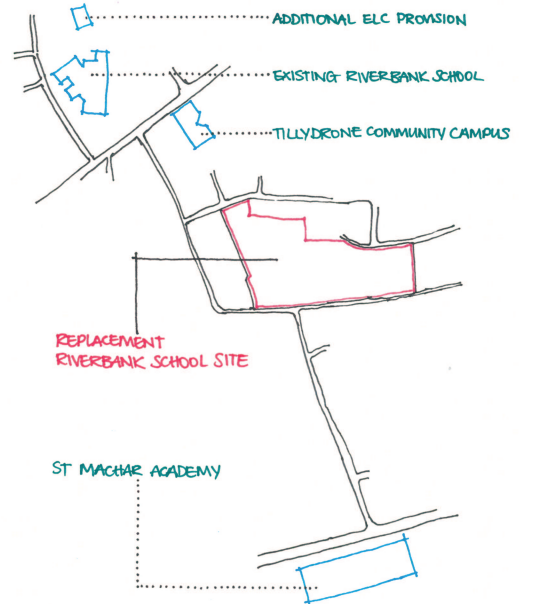 ADDITIONAL ELC PROVISION
EXISTING RIVERBANK SCHOOL
TILLYDRONE COMMUNITY CAMPUS
REPLACEMENT
RIVERBANK SCHOOL SITE
ST MACHAR ACADEMY